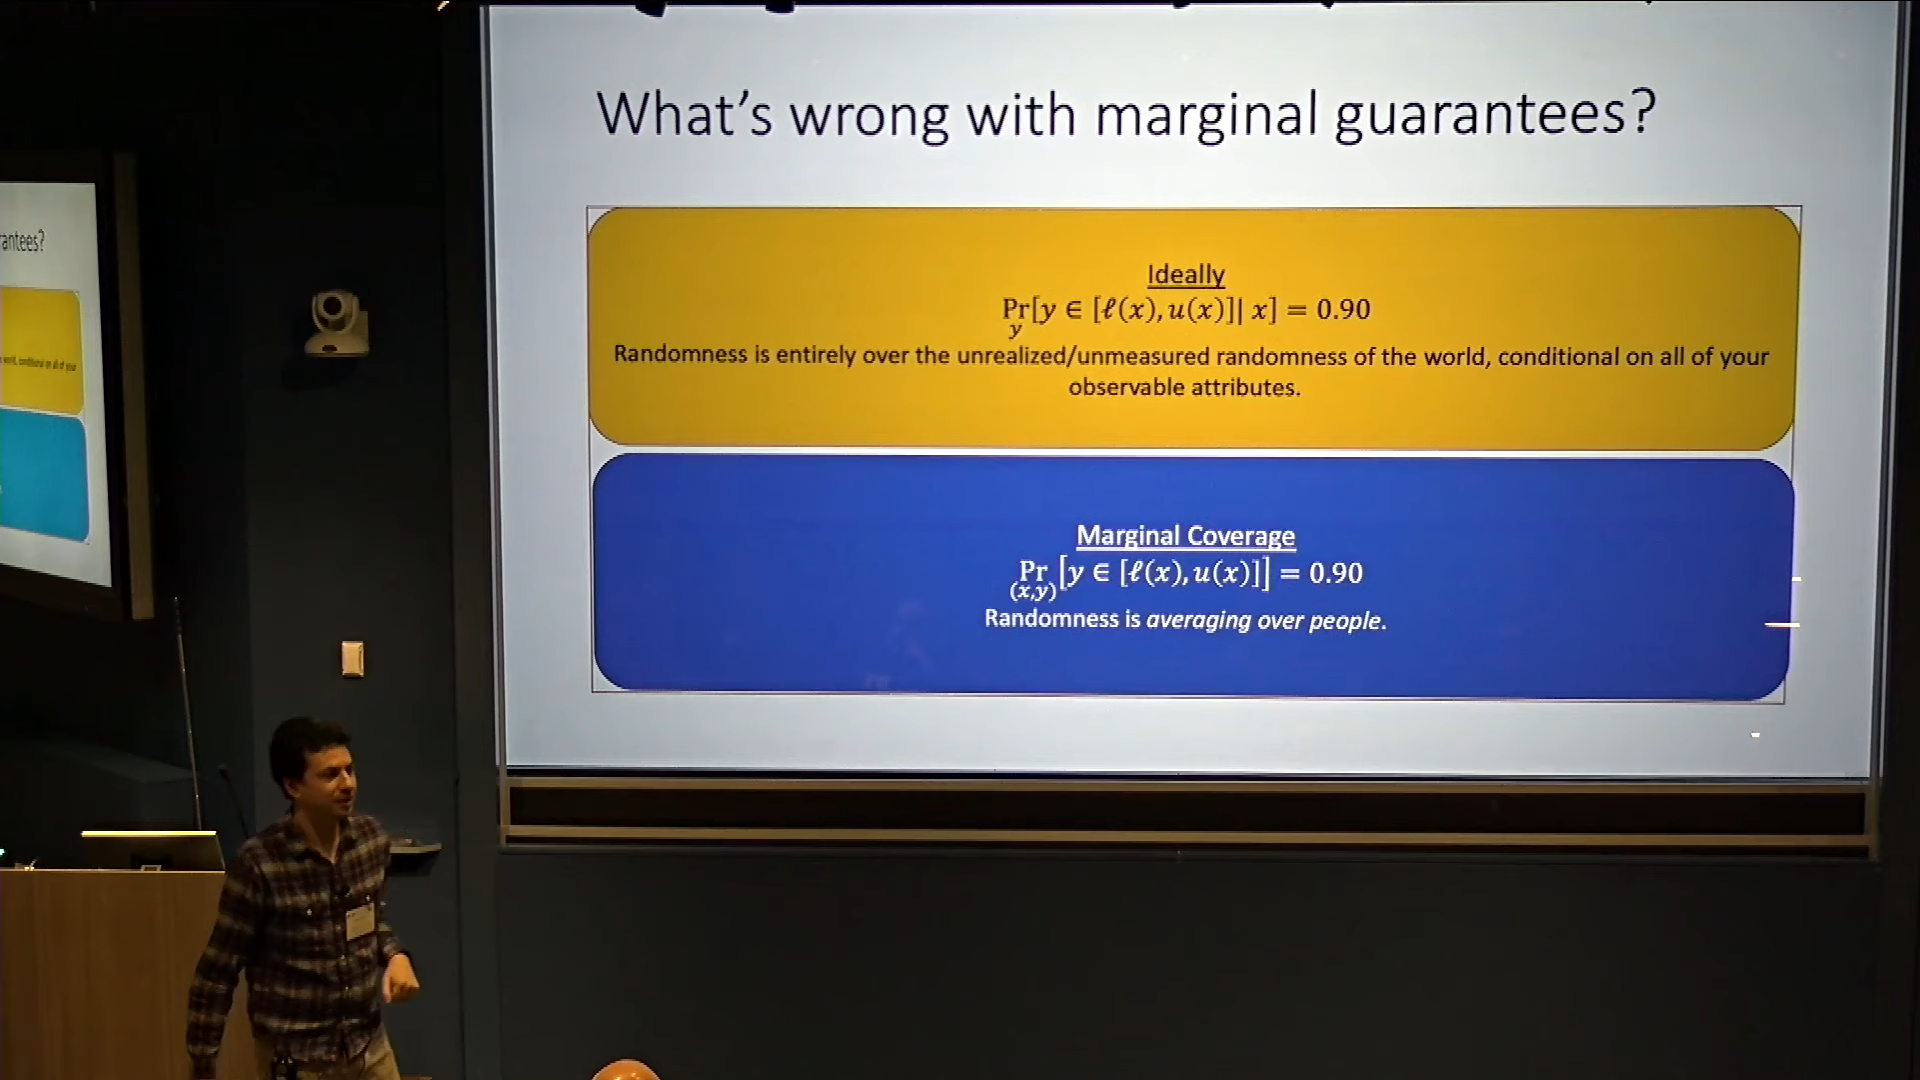 What's wrong with marginal guarantees?
Ideally
Pr[y ∈ [ℓ(x), u(x)]| x] = 0.90
y
Randomness is entirely over the unrealized/unmeasured randomness of the world, conditional on all of your
observable attributes.
Marginal Coverage
Pr [y ∈ [ℓ(x), u(x)]] = 0.90
(x,y)
Randomness is averaging over people.
rantees?